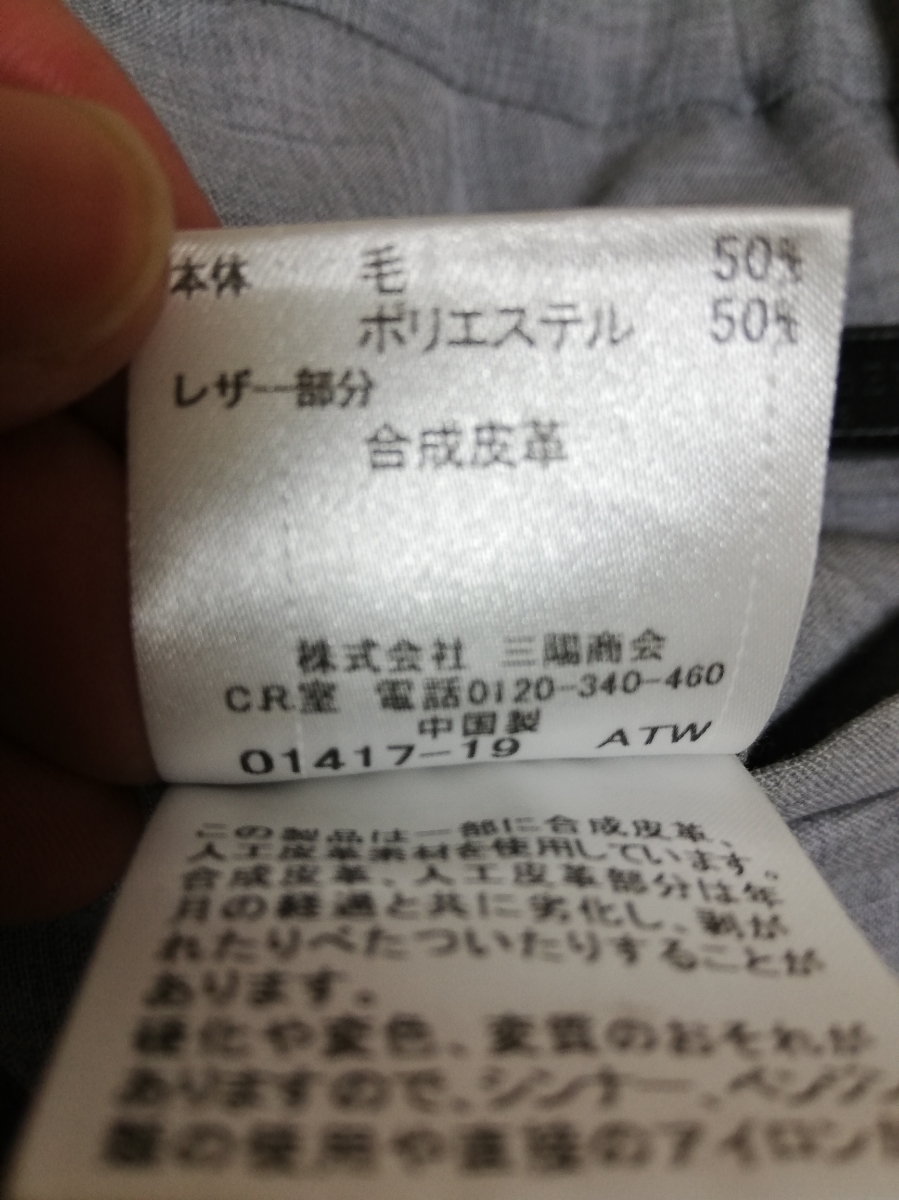 本体 毛 50%
ポリエステル 50%
レザー部分
合成皮革
株式会社 三陽商会
C.R.室 電話0120-340-460
中国製
01417-19 ATW
この製品は一部に合成皮革、
人工皮革素材を使用しています。
合成皮革、人工皮革部分は年
月の経過と共に劣化し、剥が
れたりべたついたりすることが
あります。
硬化や変色、変質のおそれが
ありますので、シンナー、ベンジン
の使用や直接のアイロン